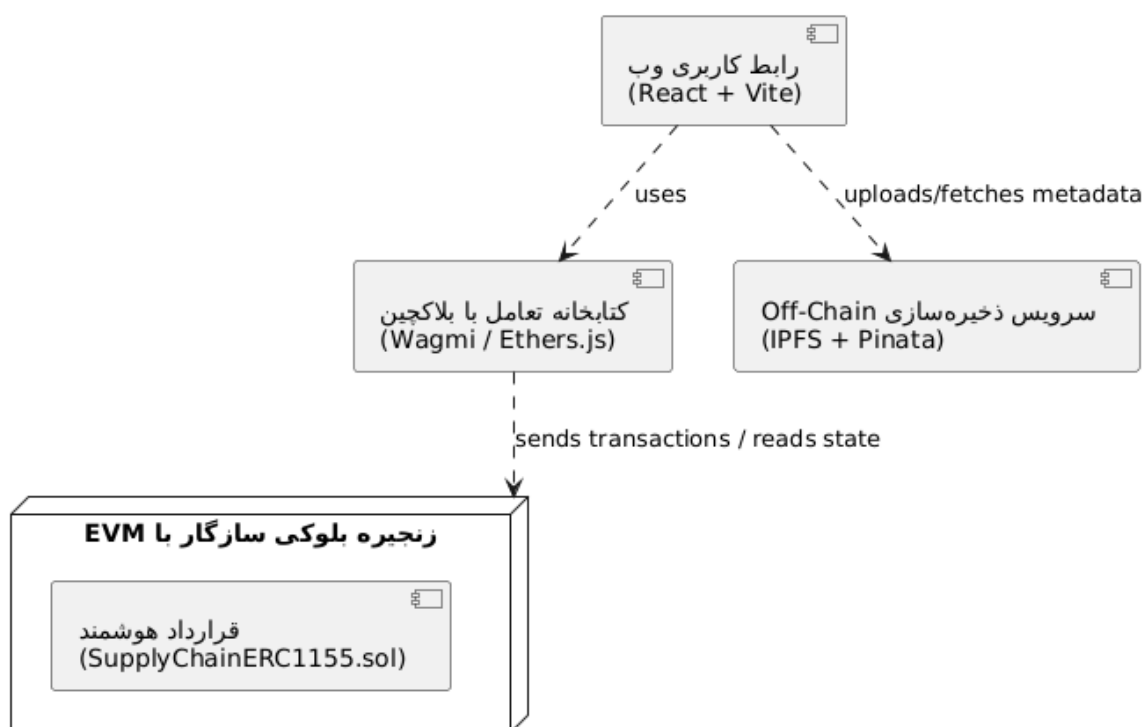 رابط کاربری وب
(React + Vite)
uses
uploads/fetches metadata
کتابخانه تعامل با بلاکچین
(Wagmi / Ethers.js)
سرویس ذخیره‌سازی Off-Chain
(IPFS + Pinata)
sends transactions / reads state
زنجیره بلوکی سازگار با EVM
قرارداد هوشمند
(SupplyChainERC1155.sol)